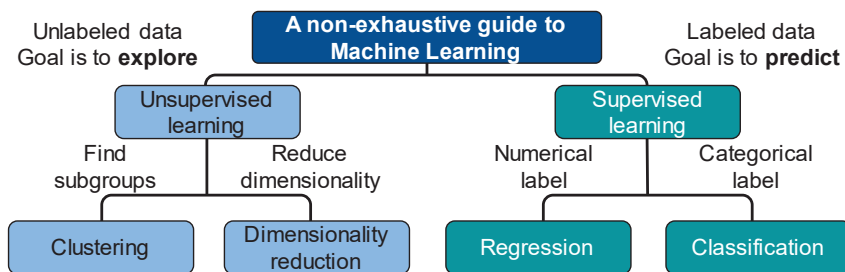 Unlabeled data
Goal is to explore
A non-exhaustive guide to
Machine Learning
Labeled data
Goal is to predict
Unsupervised
learning
Supervised
learning
Find
subgroups
Reduce
dimensionality
Numerical
label
Categorical
label
Clustering
Dimensionality
reduction
Regression
Classification